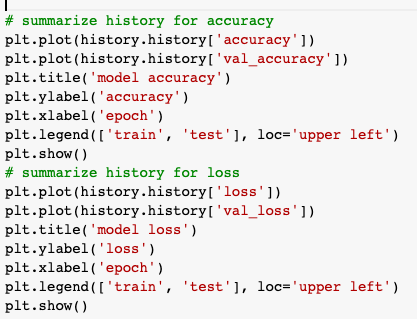 # summarize history for accuracy
plt.plot(history.history['accuracy'])
plt.plot(history.history['val_accuracy'])
plt.title('model accuracy')
plt.ylabel('accuracy')
plt.xlabel('epoch')
plt.legend(['train', 'test'], loc='upper left')
plt.show()
# summarize history for loss
plt.plot(history.history['loss'])
plt.plot(history.history['val_loss'])
plt.title('model loss')
plt.ylabel('loss')
plt.xlabel('epoch')
plt.legend(['train', 'test'], loc='upper left')
plt.show()